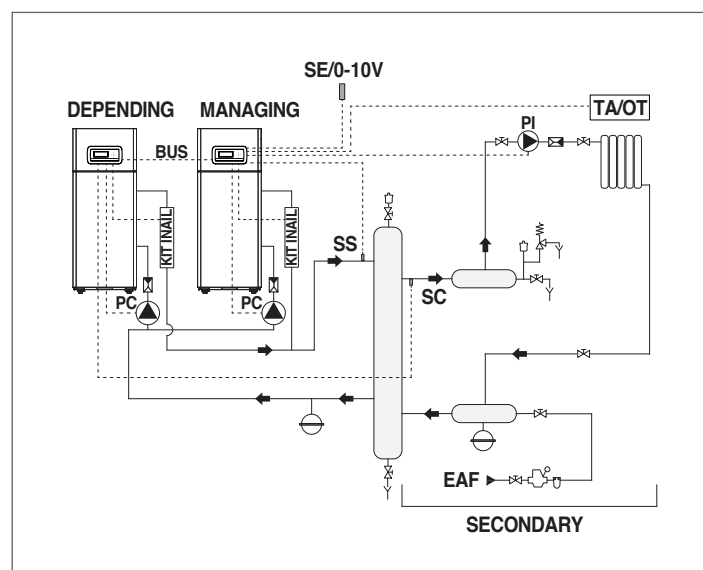 SE/0-10V
DEPENDING
MANAGING
TA/OT
PI
BUS
KIT INAIL
KIT INAIL
SS
SC
PC
PC
EAF
SECONDARY